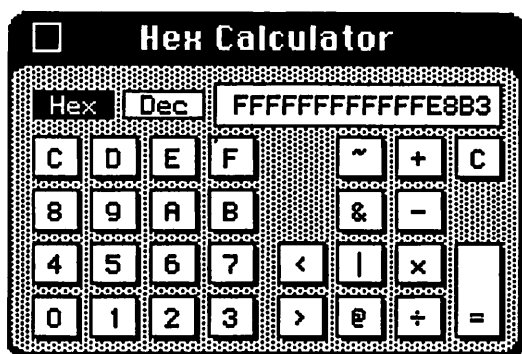 Hex Calculator
Hex Dec FFFFFFFFFFFFE8B3
C D E F ~ + C
8 9 A B & -
4 5 6 7 < | x
0 1 2 3 > @ ÷ =